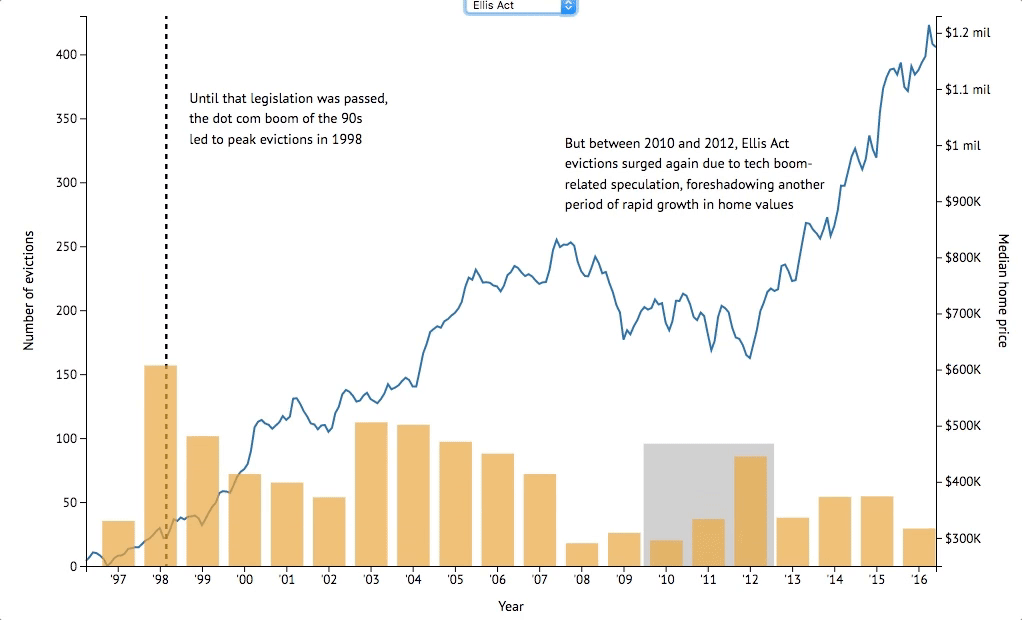 Ellis Act
400
350
300
250
200
150
100
50
0
Number of evictions
Until that legislation was passed,
the dot com boom of the 90s
led to peak evictions in 1998
But between 2010 and 2012, Ellis Act
evictions surged again due to tech boom-
related speculation, foreshadowing another
period of rapid growth in home values
$1.2 mil
$1.1 mil
$1 mil
$900K
$800K
$700K
$600K
$500K
$400K
$300K
Median home price
'97 '98 '99 '00 '01 '02 '03 '04 '05 '06 '07 '08 '09 '10 '11 '12 '13 '14 '15 '16
Year